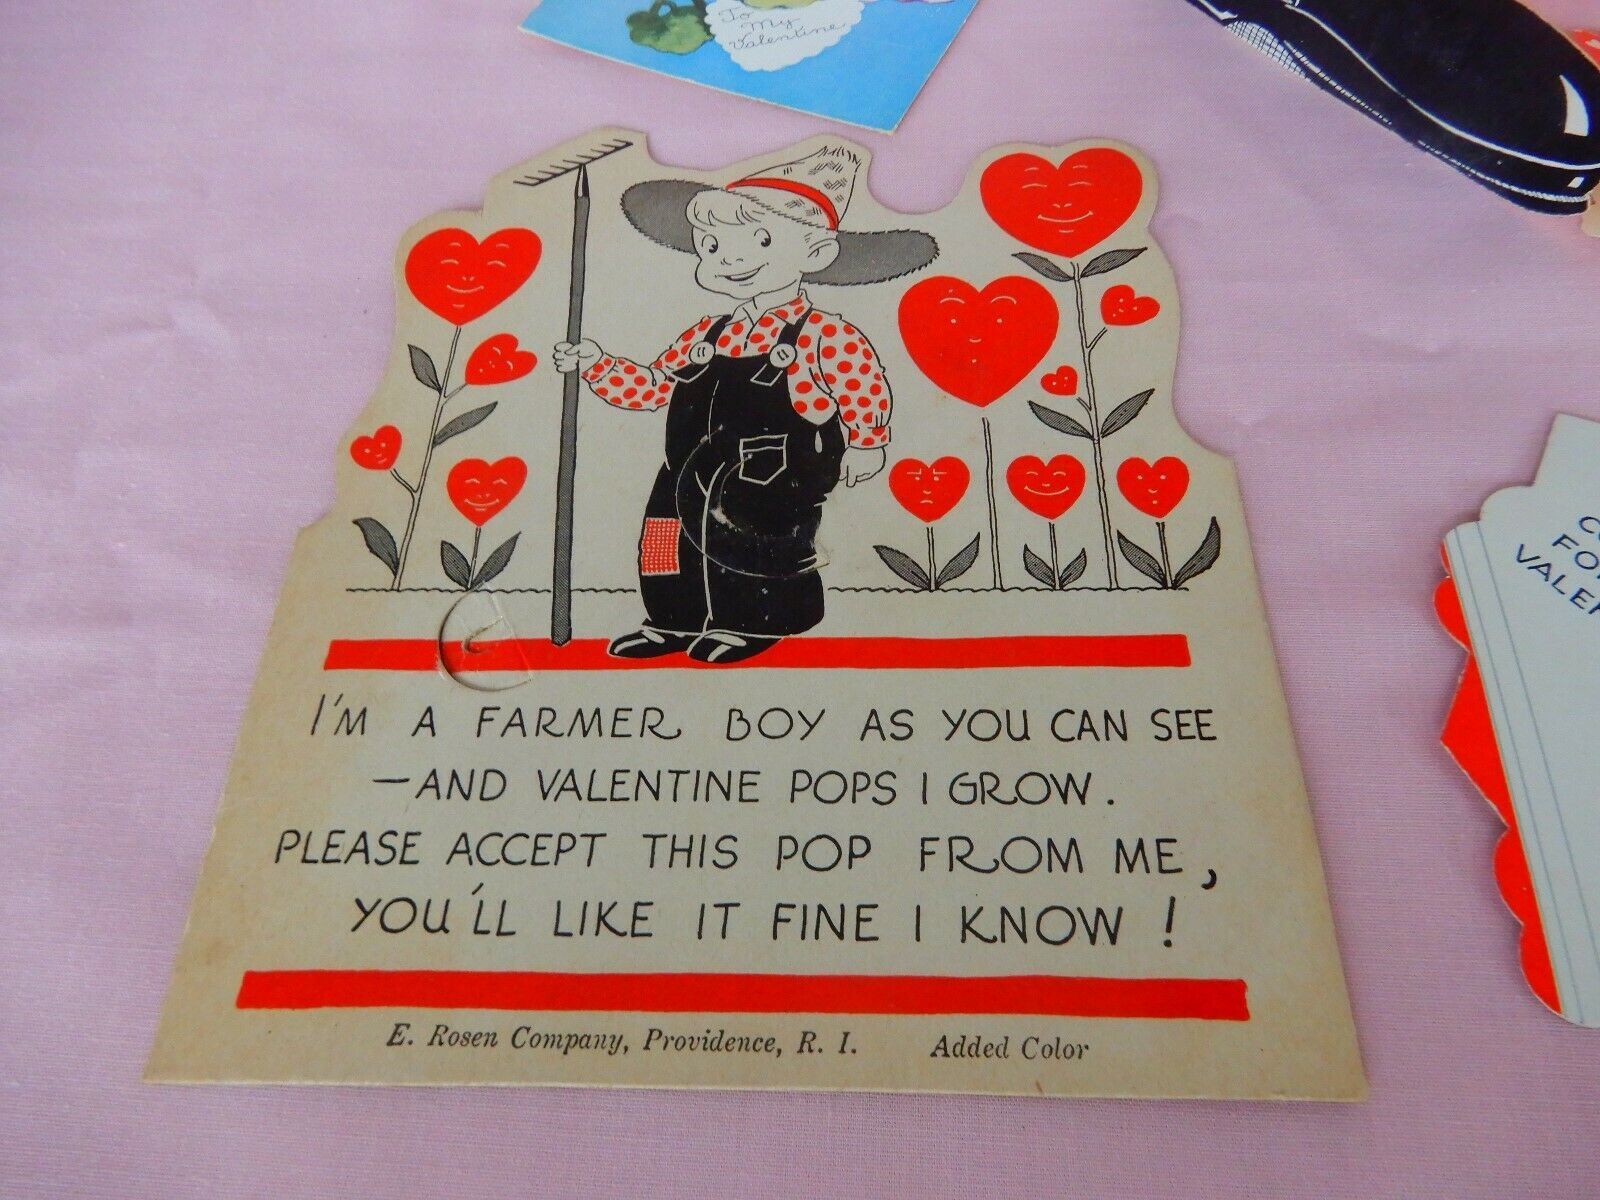 To
My
Valentine
I'M A FARMER BOY AS YOU CAN SEE
—AND VALENTINE POPS I GROW.
PLEASE ACCEPT THIS POP FROM ME,
YOU'LL LIKE IT FINE I KNOW!
E. Rosen Company, Providence, R. I. Added Color